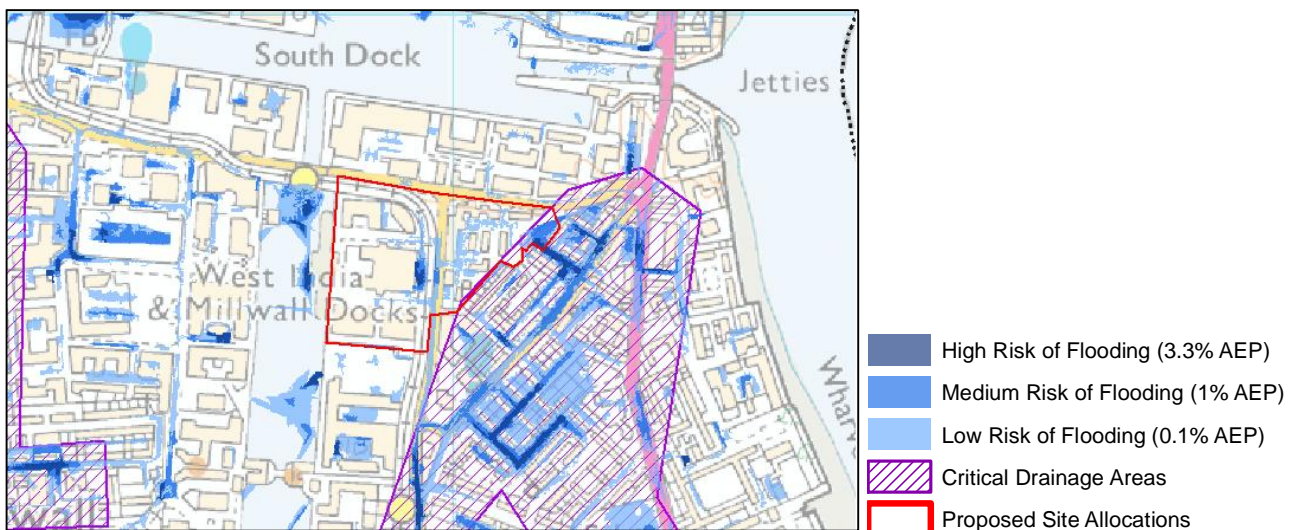 TB
South Dock
Jetties
West India
& Millwall Docks
High Risk of Flooding (3.3% AEP)
Medium Risk of Flooding (1% AEP)
Low Risk of Flooding (0.1% AEP)
Critical Drainage Areas
Proposed Site Allocations